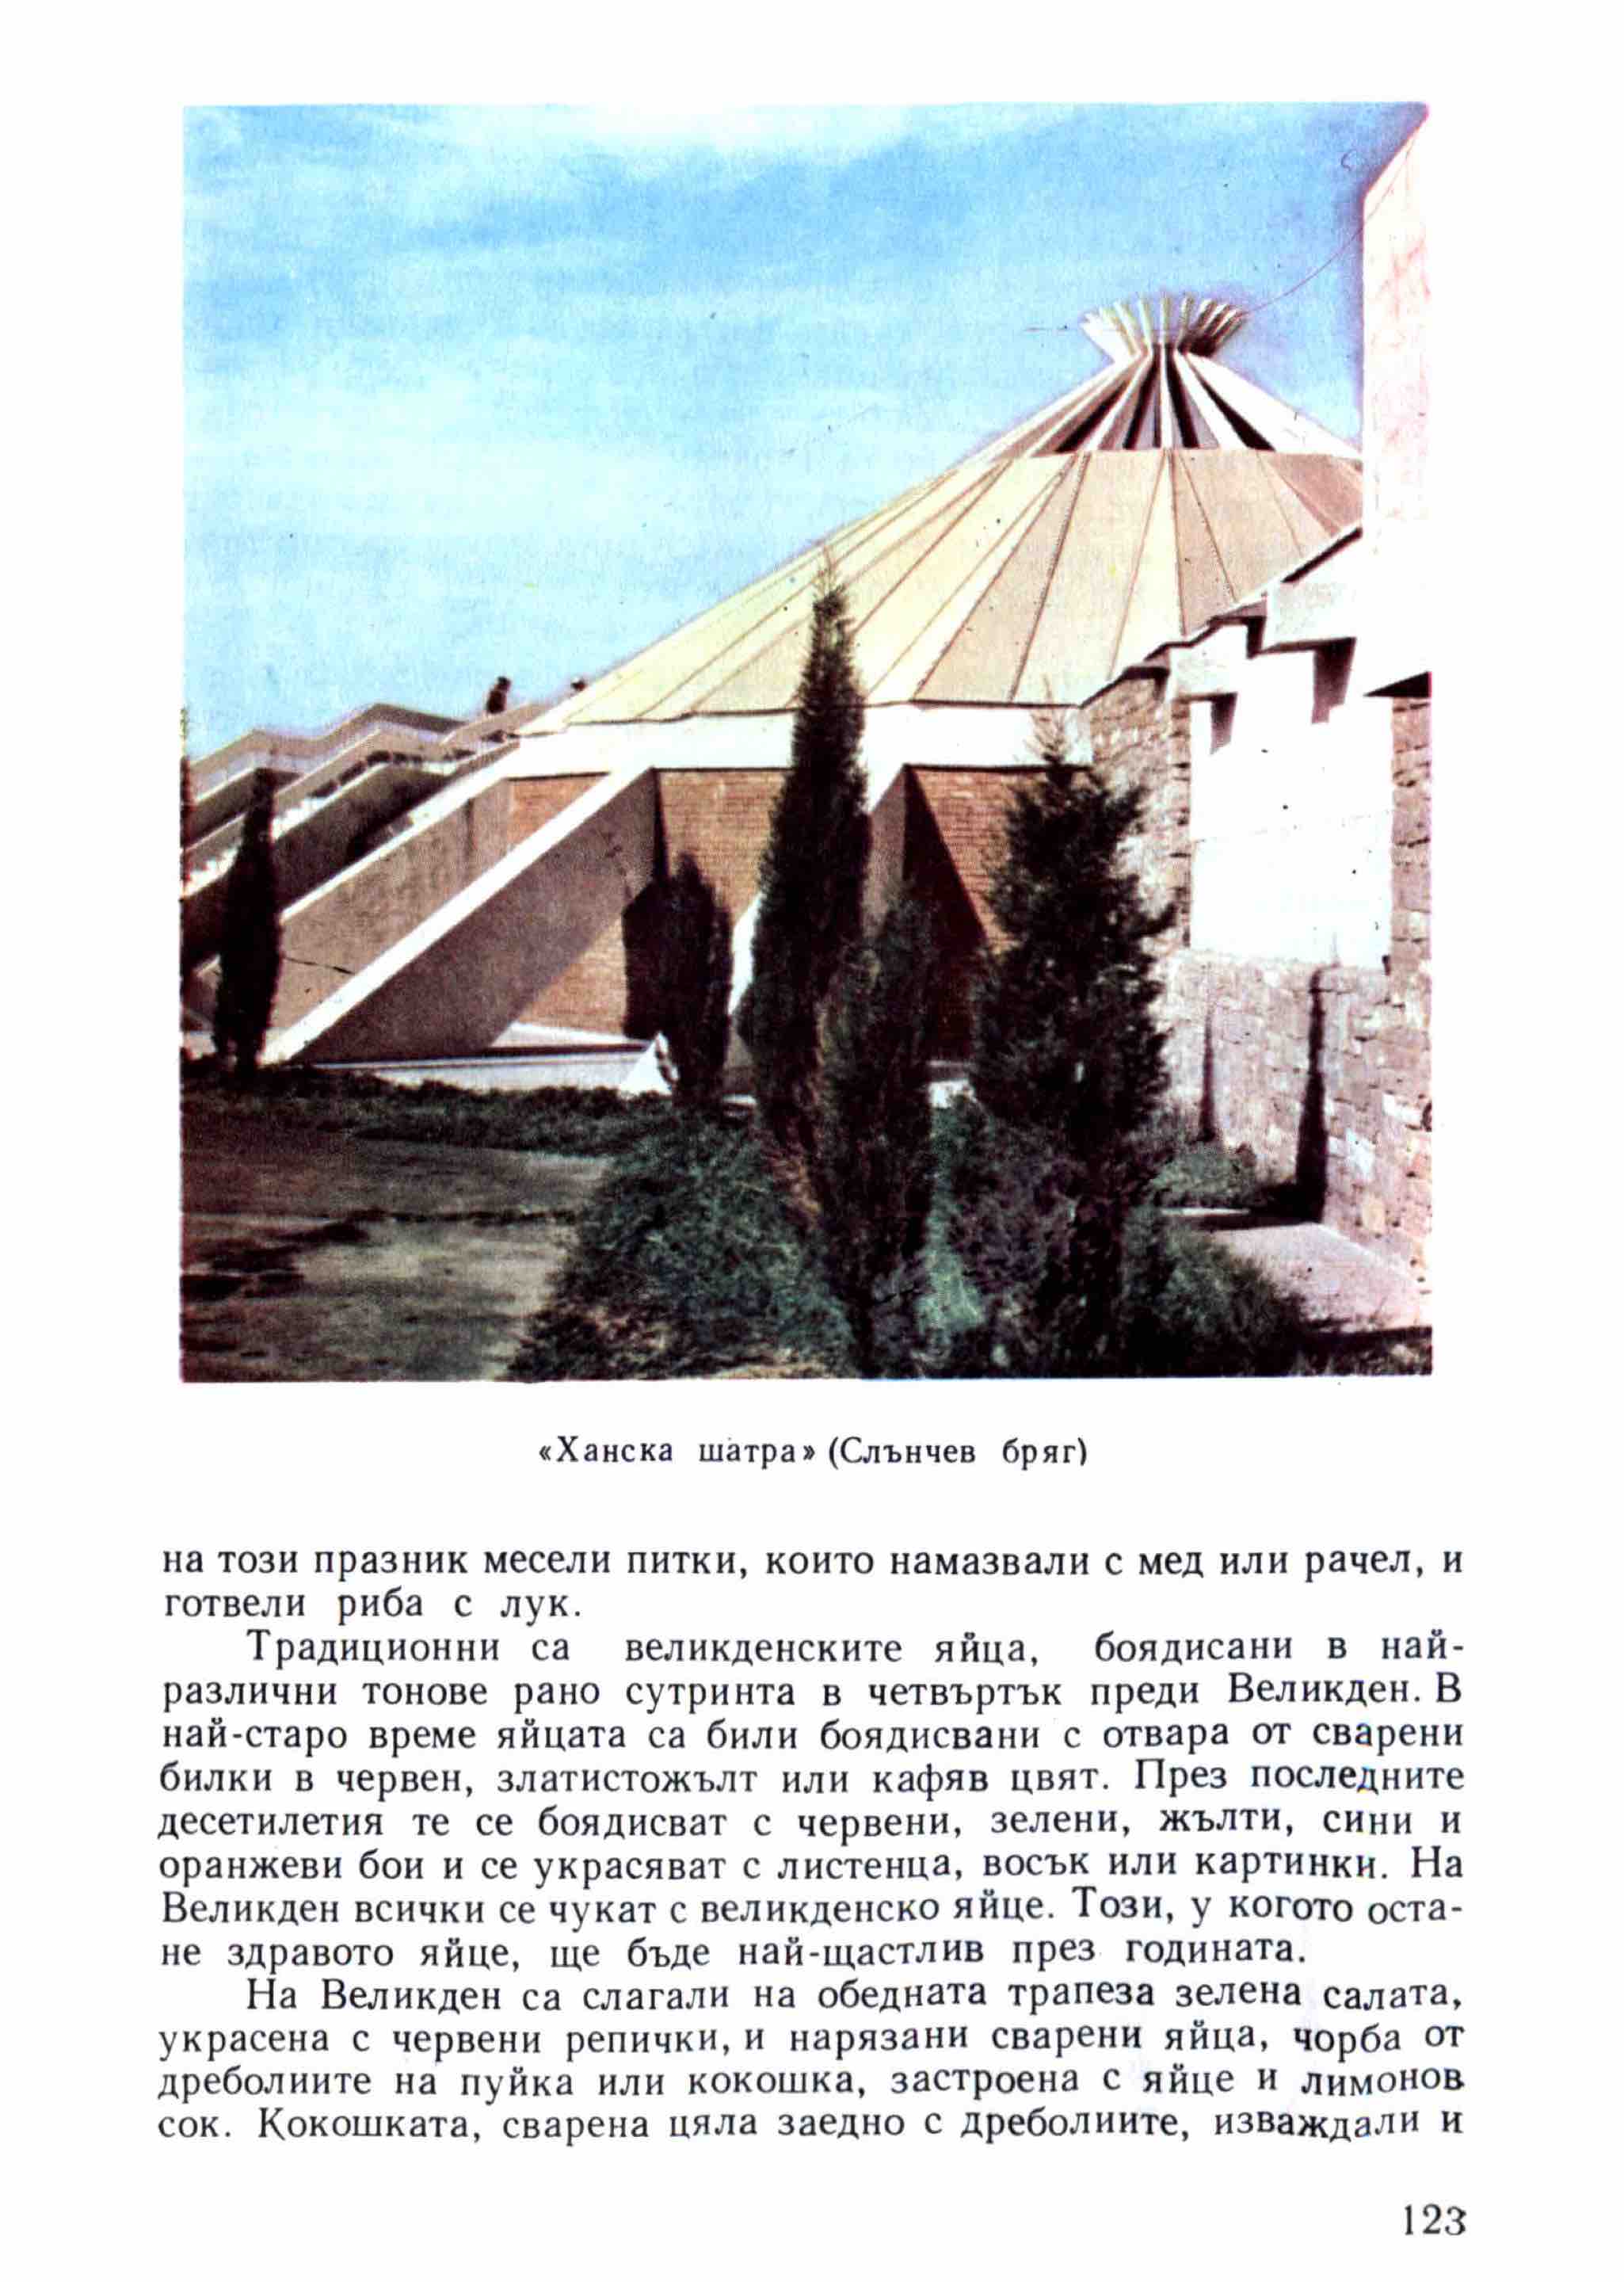 «Ханска шатра» (Слънчев бряг)
на този празник месели питки, които намазвали с мед или рачел, и
готвели риба с лук.
Традиционни са великденските яйца, боядисани в най-
различни тонове рано сутринта в четвъртък преди Великден. В
най-старо време яйцата са били боядисвани с отвара от сварени
билки в червен, златистожълт или кафяв цвят. През последните
десетилетия те се боядисват с червени, зелени, жълти, сини и
оранжеви бои и се украсяват с листенца, восък или картинки. На
Великден всички се чукат с великденско яйце. Този, у когото оста-
не здравото яйце, ще бъде най-щастлив през годината.
На Великден са слагали на обедната трапеза зелена салата,
украсена с червени репички, и нарязани сварени яйца, чорба от
дреболиите на пуйка или кокошка, застроена с яйце и лимонов
сок. Кокошката, сварена цяла заедно с дреболиите, изваждали и
123